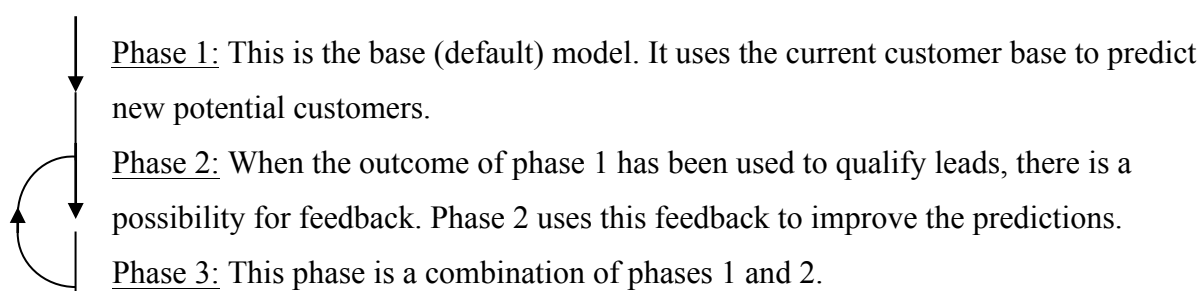 Phase 1: This is the base (default) model. It uses the current customer base to predict
new potential customers.
Phase 2: When the outcome of phase 1 has been used to qualify leads, there is a
possibility for feedback. Phase 2 uses this feedback to improve the predictions.
Phase 3: This phase is a combination of phases 1 and 2.